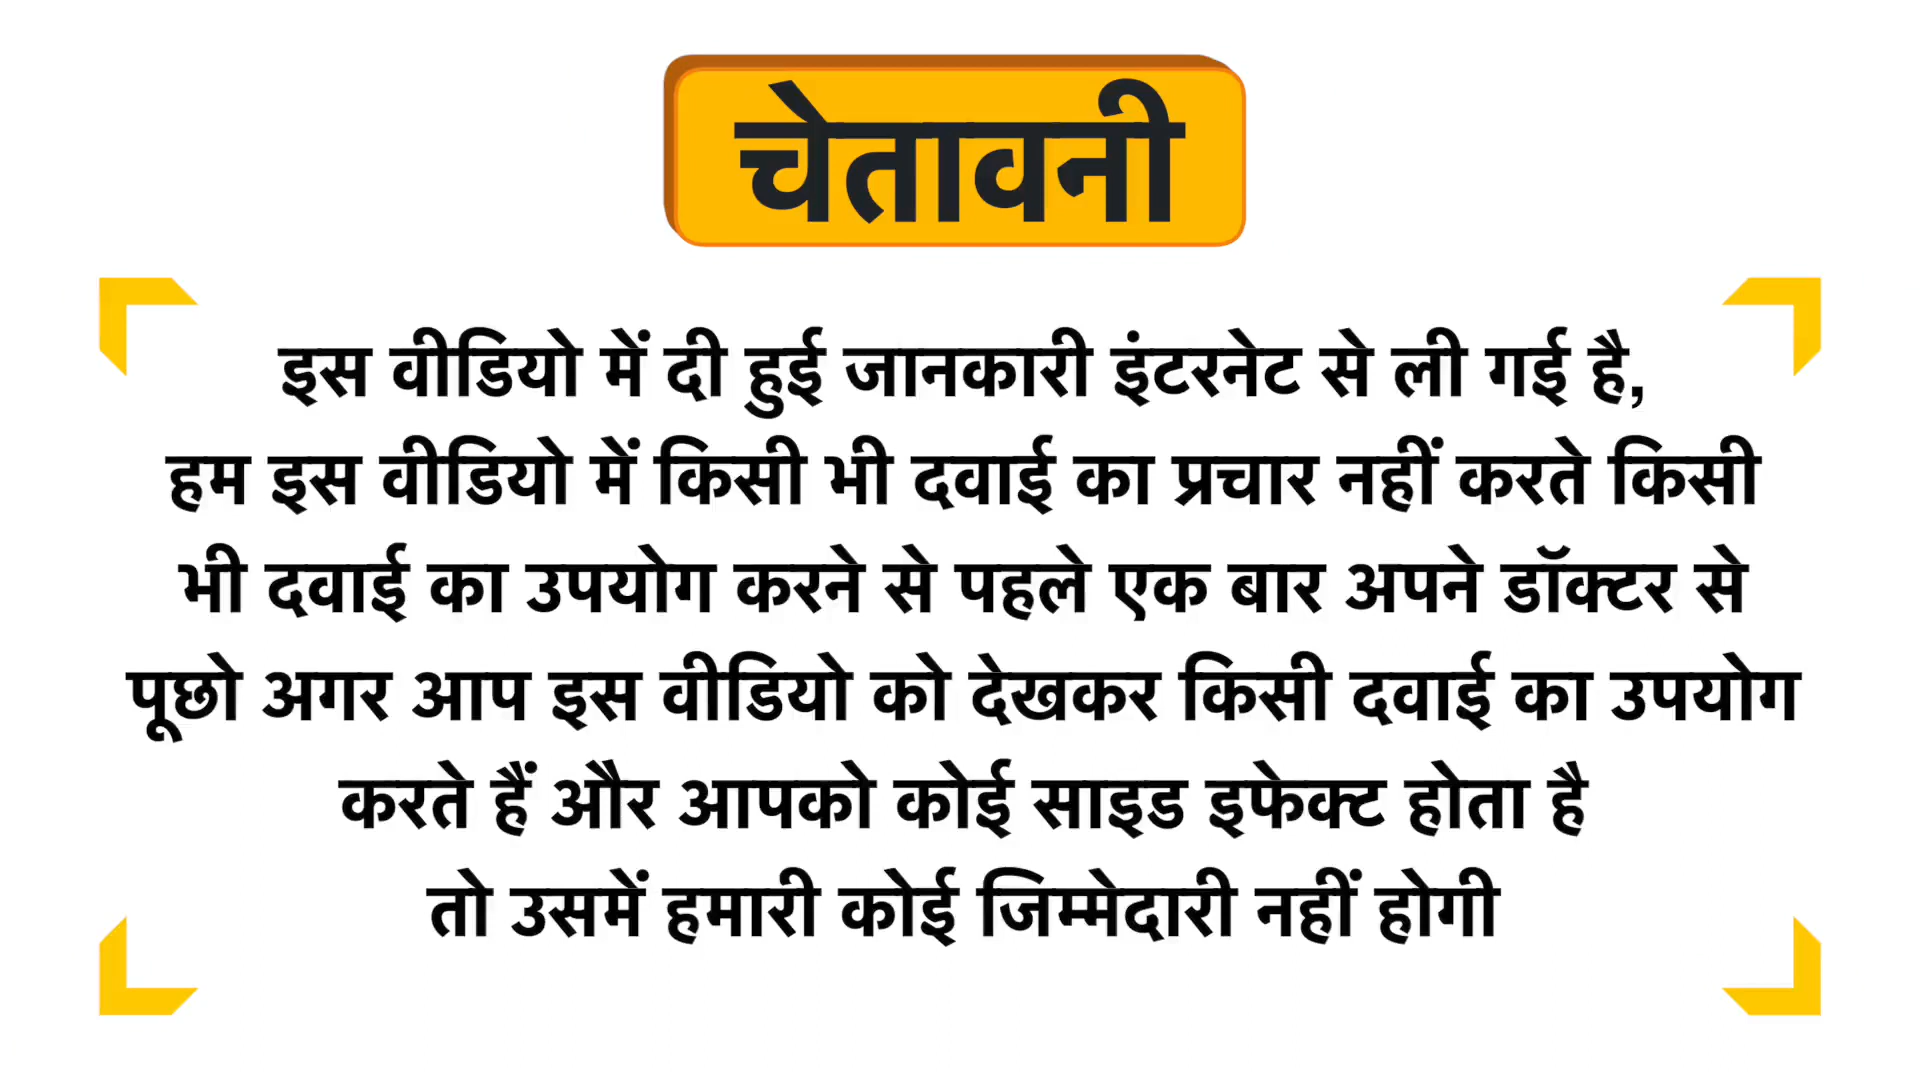 चेतावनी
इस वीडियो में दी हुई जानकारी इंटरनेट से ली गई है,
हम इस वीडियो में किसी भी दवाई का प्रचार नहीं करते किसी
भी दवाई का उपयोग करने से पहले एक बार अपने डॉक्टर से
पूछो अगर आप इस वीडियो को देखकर किसी दवाई का उपयोग
करते हैं और आपको कोई साइड इफेक्ट होता है
तो उसमें हमारी कोई जिम्मेदारी नहीं होगी